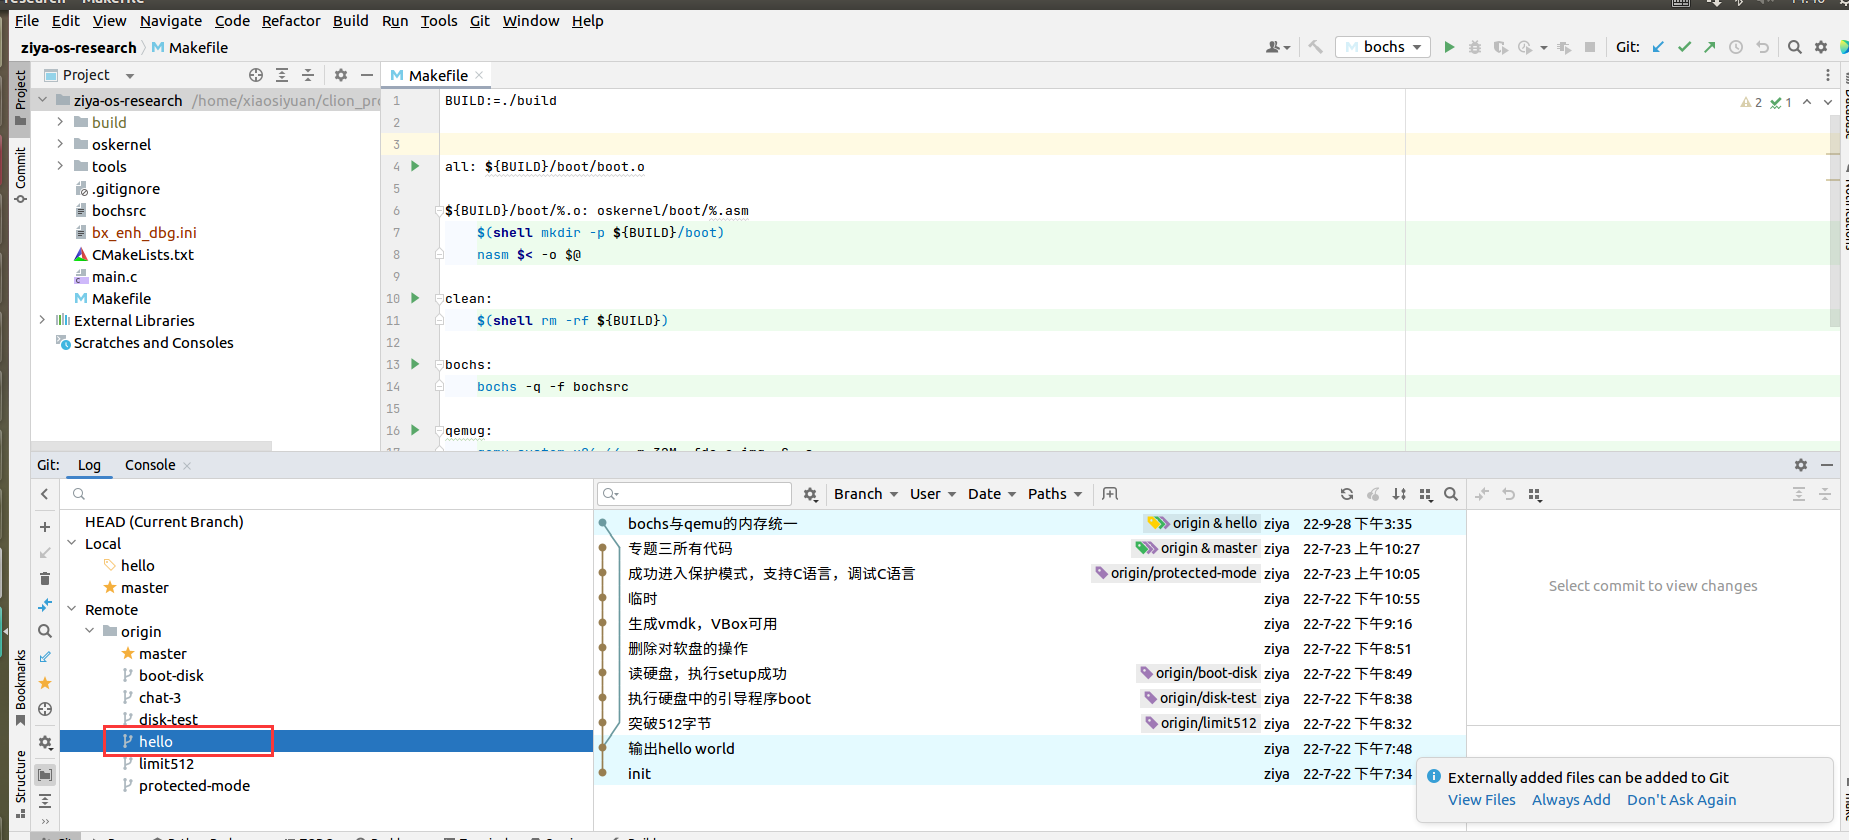 File Edit View Navigate Code Refactor Build Run Tools Git Window Help
ziya-os-research Makefile
bochs
Git:
Project
Makefile
ziya-os-research /home/xiaosiyuan/clion_pro
build
oskernel
tools
.gitignore
bochsrc
bx_enh_dbg.ini
CMakeLists.txt
main.c
Makefile
External Libraries
Scratches and Consoles
Project
Commit
Bookmarks
Structure
2 1
1 BUILD:=./build
2
3
4 all: ${BUILD}/boot/boot.o
5
6 ${BUILD}/boot/%.o: oskernel/boot/%.asm
7 $(shell mkdir -p ${BUILD}/boot)
8 nasm $< -o $@
9
10 clean:
11 $(shell rm -rf ${BUILD})
12
13 bochs:
14 bochs -q -f bochsrc
15
16 qemug:
Git: Log Console
HEAD (Current Branch)
Local
hello
master
Remote
origin
master
boot-disk
chat-3
disk-test
hello
limit512
protected-mode
Branch User Date Paths
bochs与qemu的内存统一 origin & hello ziya 22-9-28 下午3:35
专题三所有代码 origin & master ziya 22-7-23 上午10:27
成功进入保护模式，支持C语言，调试C语言 origin/protected-mode ziya 22-7-23 上午10:05
临时 ziya 22-7-22 下午10:55
生成vmdk，VBox可用 ziya 22-7-22 下午9:16
删除对软盘的操作 ziya 22-7-22 下午8:51
读硬盘，执行setup成功 origin/boot-disk ziya 22-7-22 下午8:49
执行硬盘中的引导程序boot origin/disk-test ziya 22-7-22 下午8:38
突破512字节 origin/limit512 ziya 22-7-22 下午8:32
输出hello world ziya 22-7-22 下午7:48
init ziya 22-7-22 下午7:34
Select commit to view changes
Externally added files can be added to Git
View Files Always Add Don't Ask Again